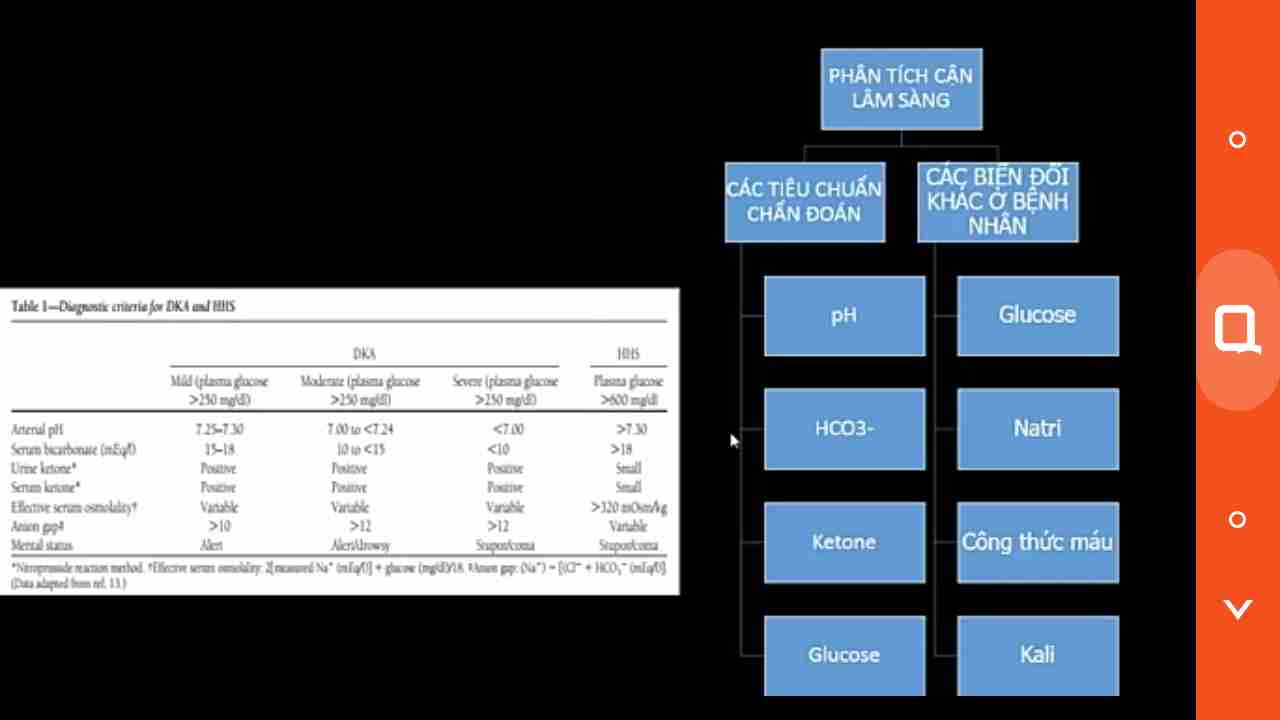 PHÂN TÍCH CẬN
LÂM SÀNG
CÁC TIÊU CHUẨN
CHẨN ĐOÁN
CÁC BIẾN ĐỔI
KHÁC Ở BỆNH
NHÂN
pH
Glucose
HCO3-
Natri
Ketone
Công thức máu
Glucose
Kali
Table 1—Diagnostic criteria for DKA and HHS
DKA HHS
Mild (plasma glucose Moderate (plasma glucose Severe (plasma glucose Plasma glucose
>250 mg/dl) >250 mg/dl) >250 mg/dl) >600 mg/dl
Arterial pH 7.25–7.30 7.00 to <7.24 <7.00 >7.30
Serum bicarbonate (mEq/l) 15–18 10 to <15 <10 >18
Urine ketone* Positive Positive Positive Small
Serum ketone* Positive Positive Positive Small
Effective serum osmolality† Variable Variable Variable >320 mOsm/kg
Anion gap‡ >10 >12 >12 Variable
Mental status Alert Alert/drowsy Stupor/coma Stupor/coma
*Nitroprusside reaction method. †Effective serum osmolality: 2[measured Na⁺ (mEq/l)] + glucose (mg/dl)/18. ‡Anion gap: (Na⁺) − [(Cl⁻ + HCO₃⁻ (mEq/l)].
(Data adapted from ref. 13.)